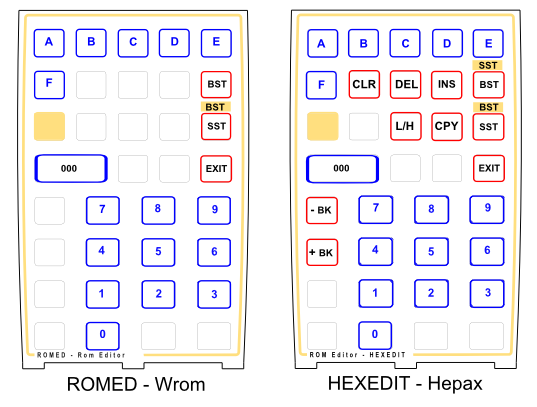 A B C D E
F BST
BST
SST
000 EXIT
7 8 9
4 5 6
1 2 3
0
ROMED - Rom Editor
ROMED - Wrom
A B C D E
SST
F CLR DEL INS BST
BST
L/H CPY SST
000 EXIT
- BK 7 8 9
+ BK 4 5 6
1 2 3
0
ROM Editor - HEXEDIT
HEXEDIT - Hepax